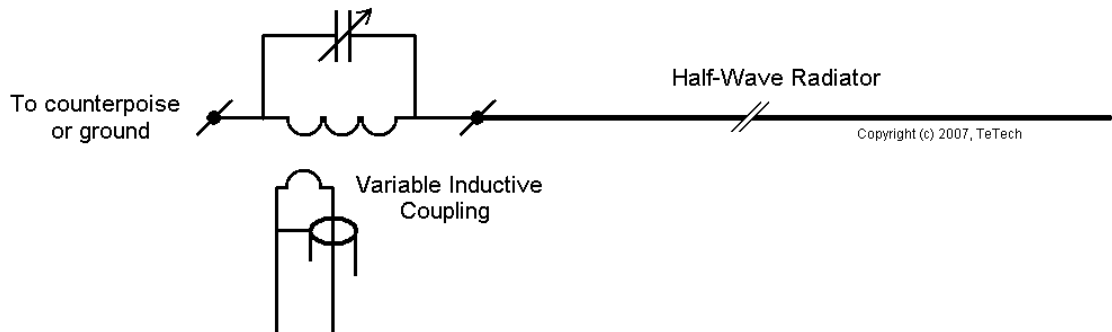 To counterpoise
or ground
Half-Wave Radiator
Copyright (c) 2007, TeTech
Variable Inductive
Coupling